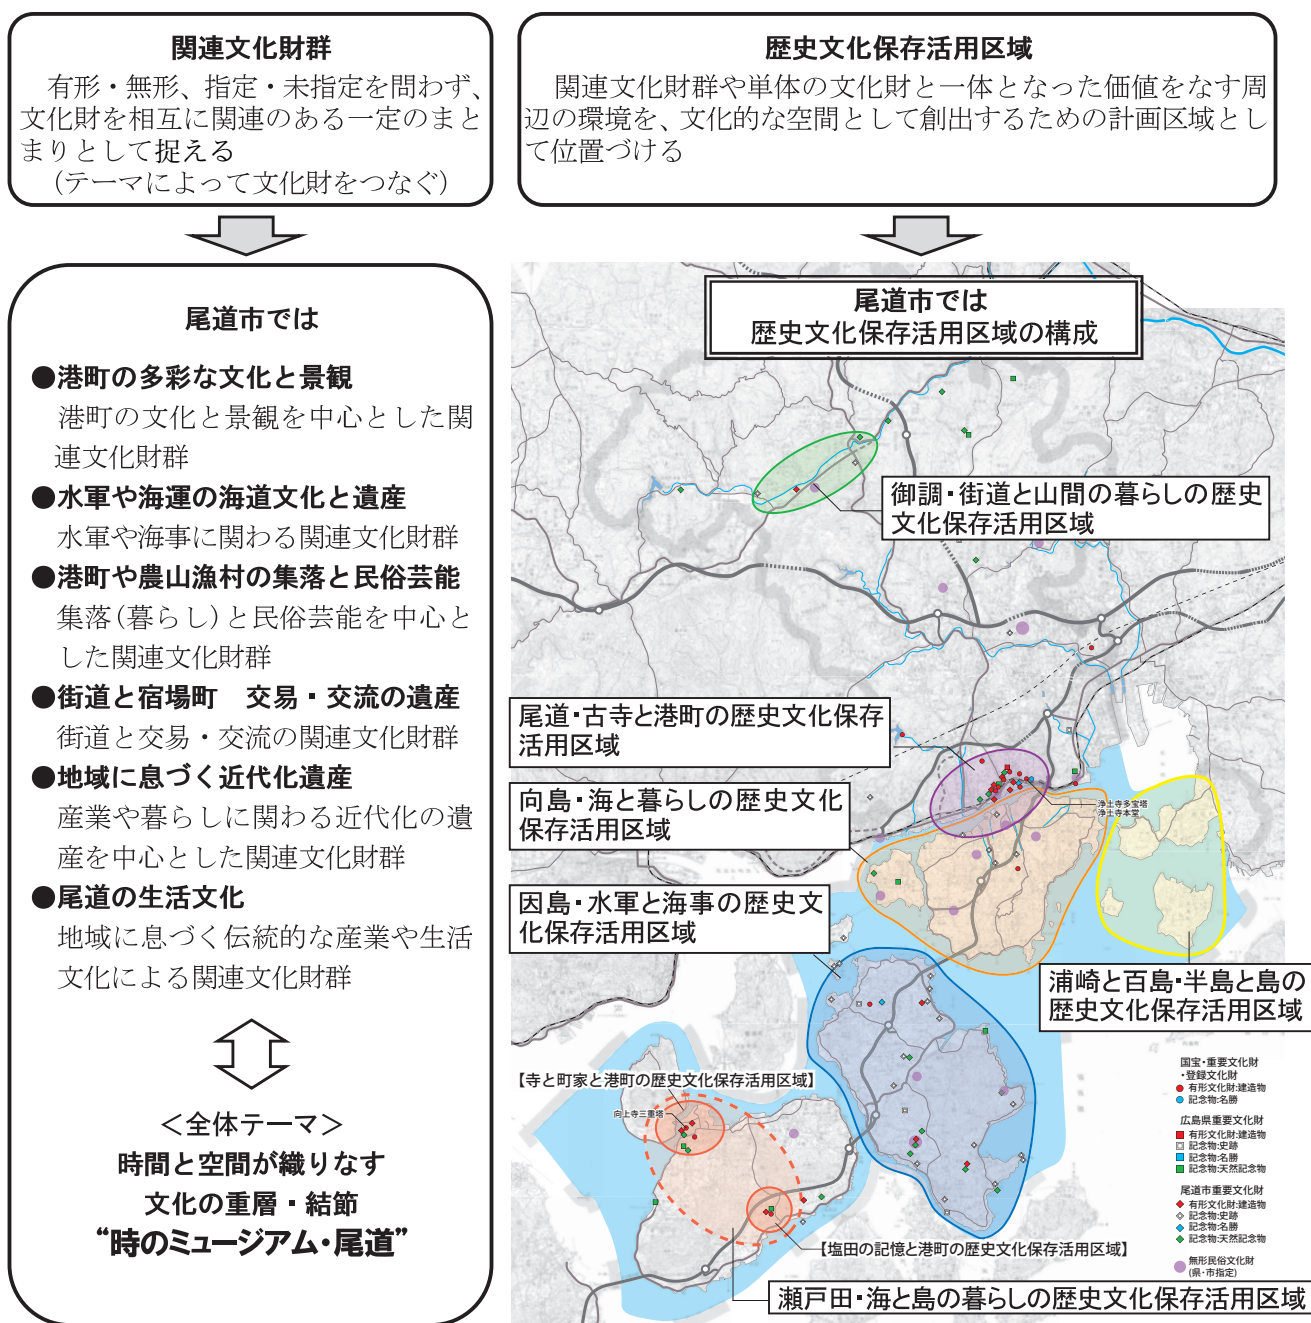 関連文化財群
有形・無形、指定・未指定を問わず、
文化財を相互に関連のある一定のまと
まりとして捉える
(テーマによって文化財をつなぐ)
歴史文化保存活用区域
関連文化財群や単体の文化財と一体となった価値をなす周
辺の環境を、文化的な空間として創出するための計画区域とし
て位置づける
尾道市では
●港町の多彩な文化と景観
港町の文化と景観を中心とした関
連文化財群
●水軍や海運の海道文化と遺産
水軍や海事に関わる関連文化財群
●港町や農山漁村の集落と民俗芸能
集落(暮らし)と民俗芸能を中心と
した関連文化財群
●街道と宿場町　交易・交流の遺産
街道と交易・交流の関連文化財群
●地域に息づく近代化遺産
産業や暮らしに関わる近代化の遺
産を中心とした関連文化財群
●尾道の生活文化
地域に息づく伝統的な産業や生活
文化による関連文化財群
＜全体テーマ＞
時間と空間が織りなす
文化の重層・結節
“時のミュージアム・尾道”
尾道市では
歴史文化保存活用区域の構成
御調・街道と山間の暮らしの歴史
文化保存活用区域
尾道・古寺と港町の歴史文化保存
活用区域
向島・海と暮らしの歴史文化
保存活用区域
浄土寺多宝塔
浄土寺本堂
因島・水軍と海事の歴史文
化保存活用区域
浦崎と百島・半島と島の
歴史文化保存活用区域
【寺と町家と港町の歴史文化保存活用区域】
向上寺三重塔
【塩田の記憶と港町の歴史文化保存活用区域】
瀬戸田・海と島の暮らしの歴史文化保存活用区域
国宝・重要文化財
・登録文化財
有形文化財:建造物
記念物:名勝
広島県重要文化財
有形文化財:建造物
記念物:史跡
記念物:名勝
記念物:天然記念物
尾道市重要文化財
有形文化財:建造物
記念物:史跡
記念物:名勝
記念物:天然記念物
無形民俗文化財
(県・市指定)